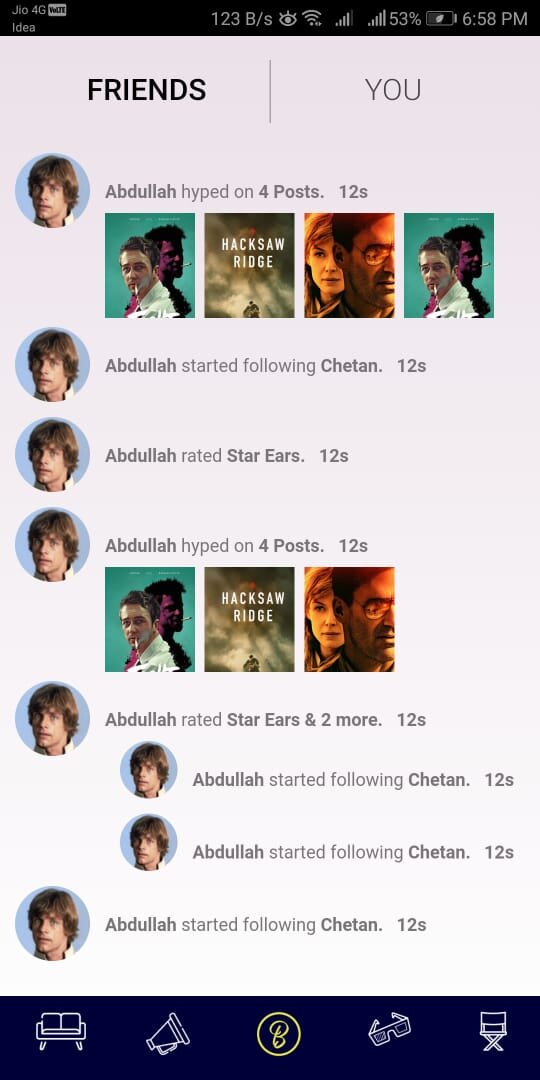 Jio 4G VoLTE
Idea
123 B/s 53% 6:58 PM
FRIENDS YOU
Abdullah hyped on 4 Posts. 12s
HACKSAW
RIDGE
Abdullah started following Chetan. 12s
Abdullah rated Star Ears. 12s
Abdullah hyped on 4 Posts. 12s
HACKSAW
RIDGE
Abdullah rated Star Ears & 2 more. 12s
Abdullah started following Chetan. 12s
Abdullah started following Chetan. 12s
Abdullah started following Chetan. 12s
B